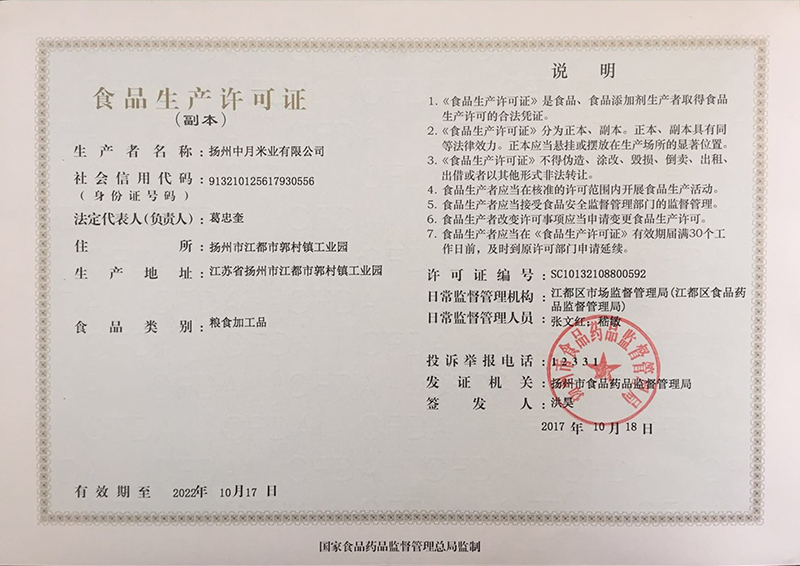 食品生产许可证
(副本)
生产者名称：扬州中月米业有限公司
社会信用代码：913210125617930556
(身份证号码)
法定代表人(负责人)：葛忠奎
住所：扬州市江都市郭村镇工业园
生产地址：江苏省扬州市江都市郭村镇工业园
食品类别：粮食加工品
有效期至 2022年 10月17日
说明
1. 《食品生产许可证》是食品、食品添加剂生产者取得食品
生产许可的合法凭证。
2. 《食品生产许可证》分为正本、副本。正本、副本具有同
等法律效力。正本应当悬挂或摆放在生产场所的显著位置。
3. 《食品生产许可证》不得伪造、涂改、毁损、倒卖、出租、
出借或者以其他形式非法转让。
4. 食品生产者应当在核准的许可范围内开展食品生产活动。
5. 食品生产者应当接受食品安全监督管理部门的监督管理。
6. 食品生产者改变许可事项应当申请变更食品生产许可。
7. 食品生产者应当在《食品生产许可证》有效期届满30个工
作日前，及时到原许可部门申请延续。
许可证编号：SC10132108800592
日常监督管理机构：江都区市场监督管理局(江都区食品药
品监督管理局)
日常监督管理人员：张文红；嵇敏
投诉举报电话：12331
发证机关：扬州市食品药品监督管理局
签发人：洪昊
2017年 10月18日
扬州市食品药品监督管理局
国家食品药品监督管理总局监制